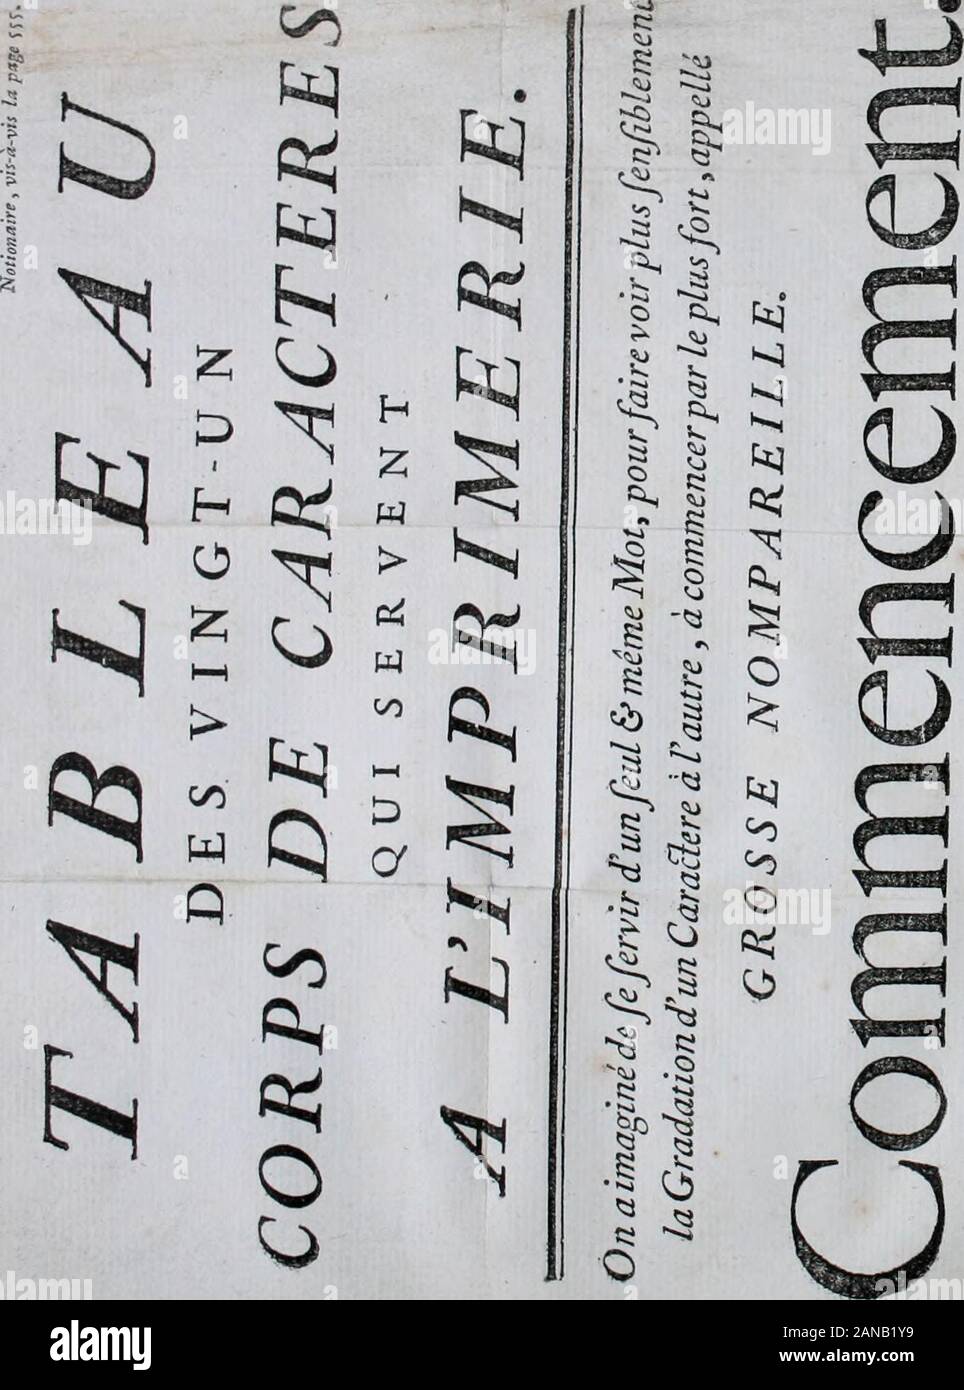 Notionaire, vis-a-vis la page 555.
TABLEAU
DES VINGT-UN
CORPS DE CARACTERES
QUI SERVENT
A L'IMPRIMERIE.
On a imaginé de ſe ſervir d'un ſeul & même Mot, pour faire voir plus ſenſiblement
la Gradation d'un Caractere à l'autre, à commencer par le plus fort, appellé
GROSSE NOMPAREILLE.
Commencement.
alamy
Image ID: 2ANB1Y9
www.alamy.com